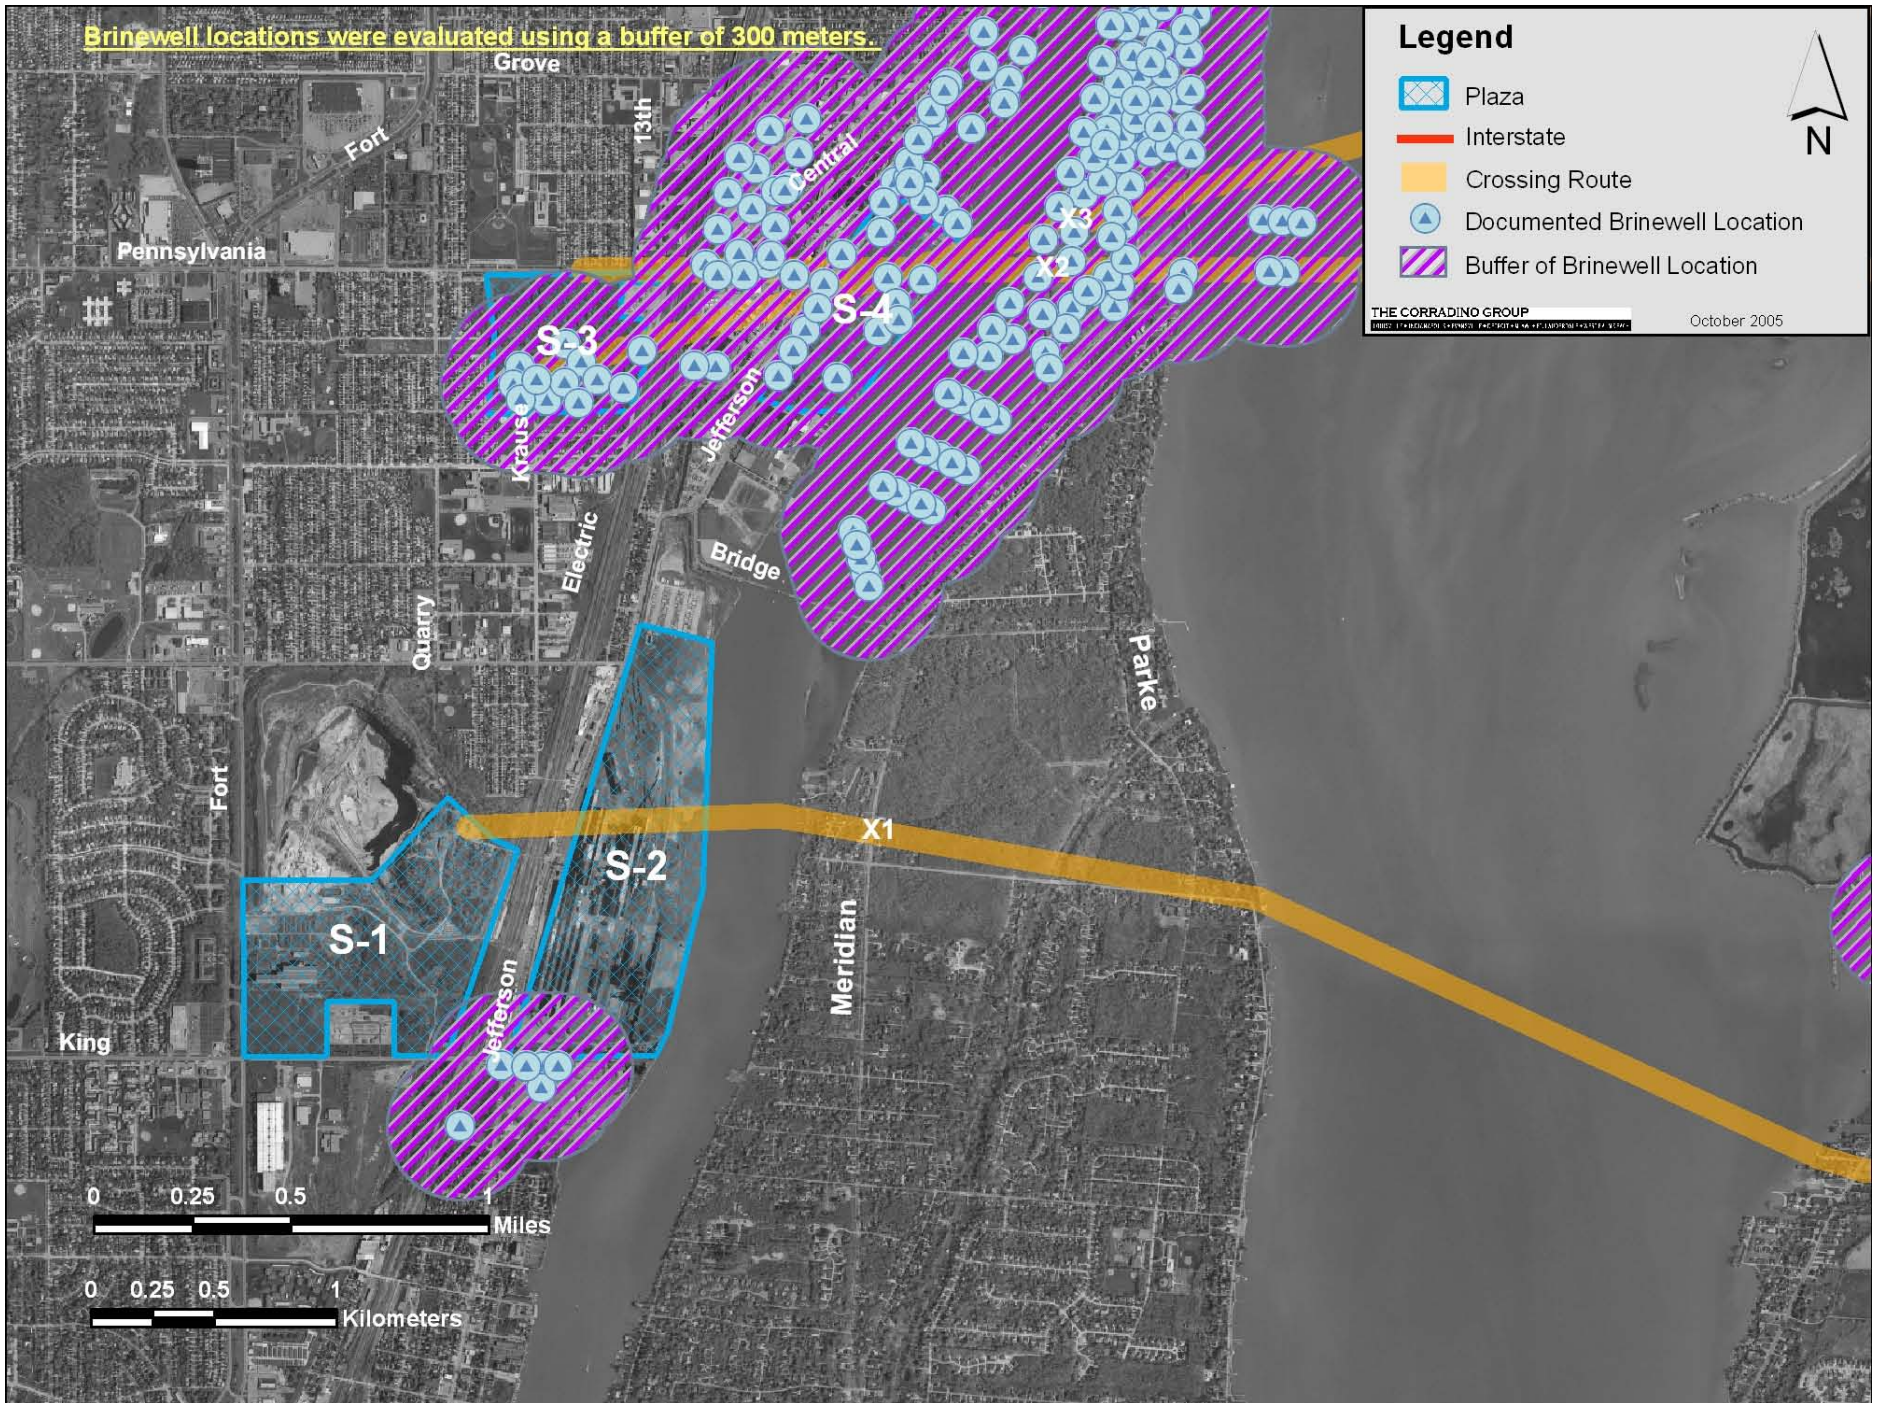 Brinewell locations were evaluated using a buffer of 300 meters.
Legend
Plaza
Interstate
Crossing Route
Documented Brinewell Location
Buffer of Brinewell Location
N
THE CORRADINO GROUP
October 2005
Grove
13th
Fort
Central
Pennsylvania
X3
X2
S-4
S-3
Jefferson
Krause
Electric
Bridge
Quarry
Parke
Fort
X1
S-2
S-1
Meridian
Jefferson
King
0 0.25 0.5 1
Miles
0 0.25 0.5 1
Kilometers